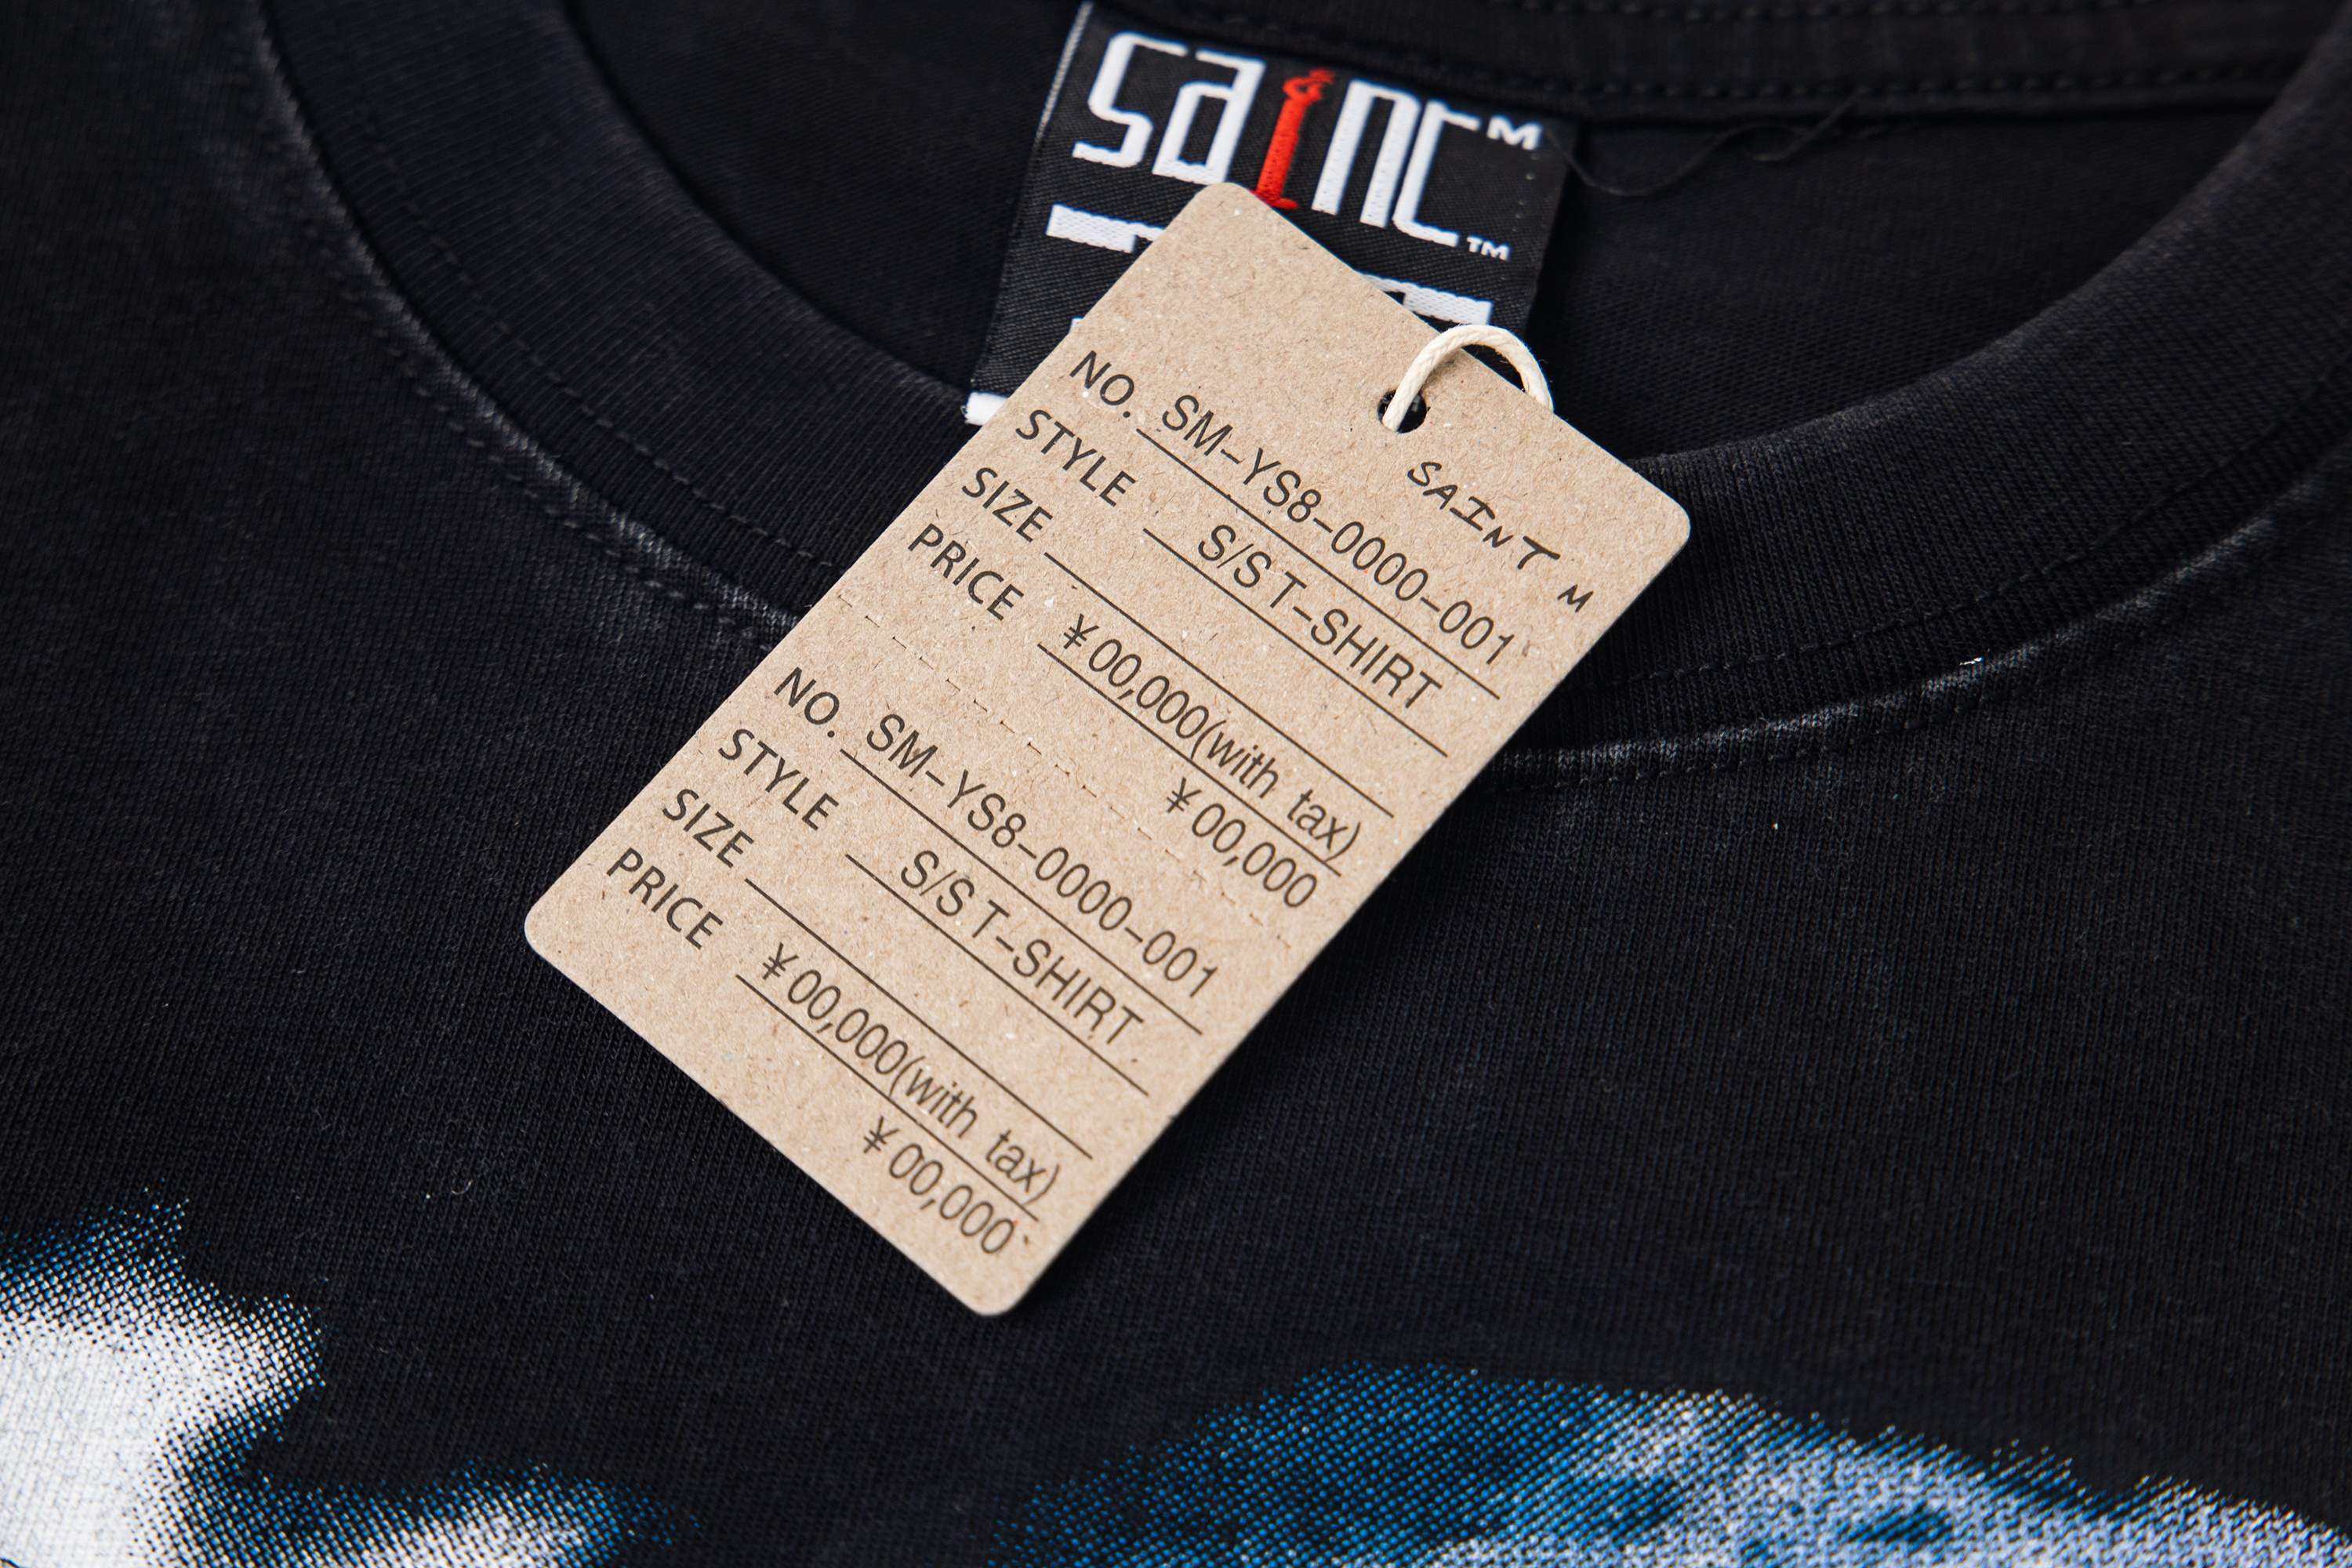 saint M
TM
SAINT M
NO. SM-YS8-0000-001
STYLE S/S T-SHIRT
SIZE
PRICE ¥00,000(with tax)
¥00,000
NO. SM-YS8-0000-001
STYLE S/S T-SHIRT
SIZE
PRICE ¥00,000(with tax)
¥00,000